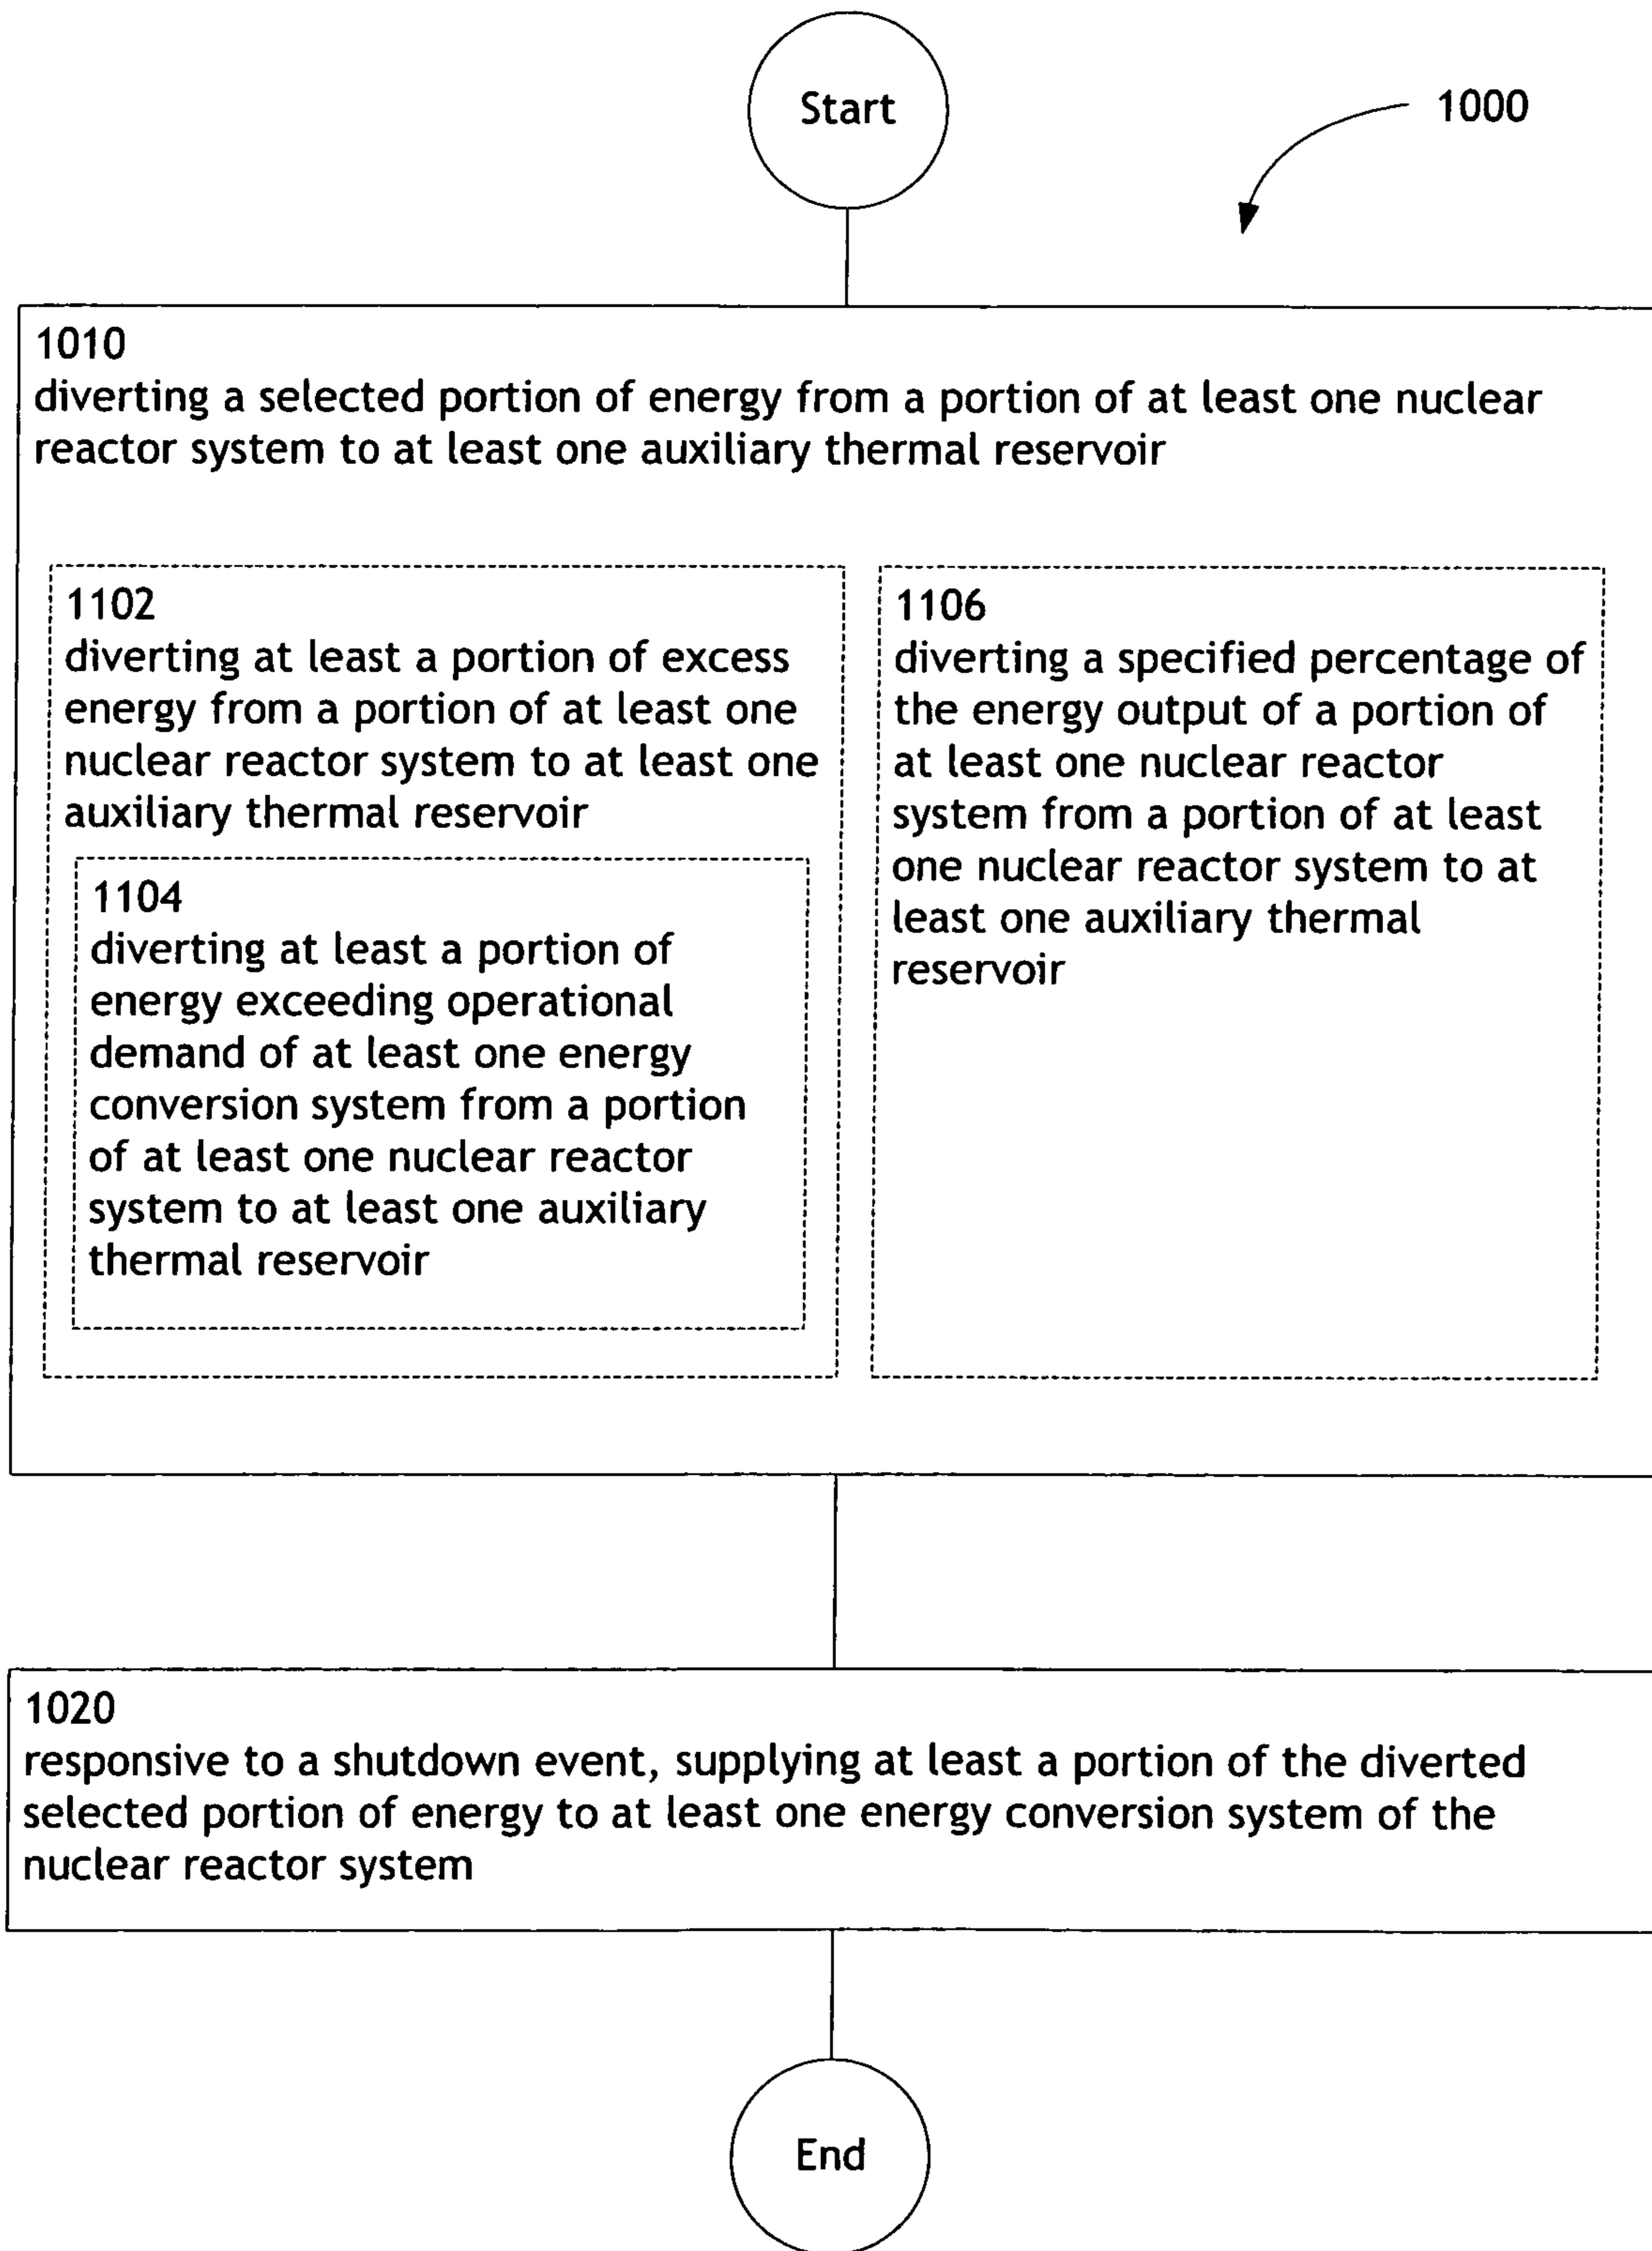 Start
1000
1010
diverting a selected portion of energy from a portion of at least one nuclear
reactor system to at least one auxiliary thermal reservoir
1102
diverting at least a portion of excess
energy from a portion of at least one
nuclear reactor system to at least one
auxiliary thermal reservoir
1104
diverting at least a portion of
energy exceeding operational
demand of at least one energy
conversion system from a portion
of at least one nuclear reactor
system to at least one auxiliary
thermal reservoir
1106
diverting a specified percentage of
the energy output of a portion of
at least one nuclear reactor
system from a portion of at least
one nuclear reactor system to at
least one auxiliary thermal
reservoir
1020
responsive to a shutdown event, supplying at least a portion of the diverted
selected portion of energy to at least one energy conversion system of the
nuclear reactor system
End